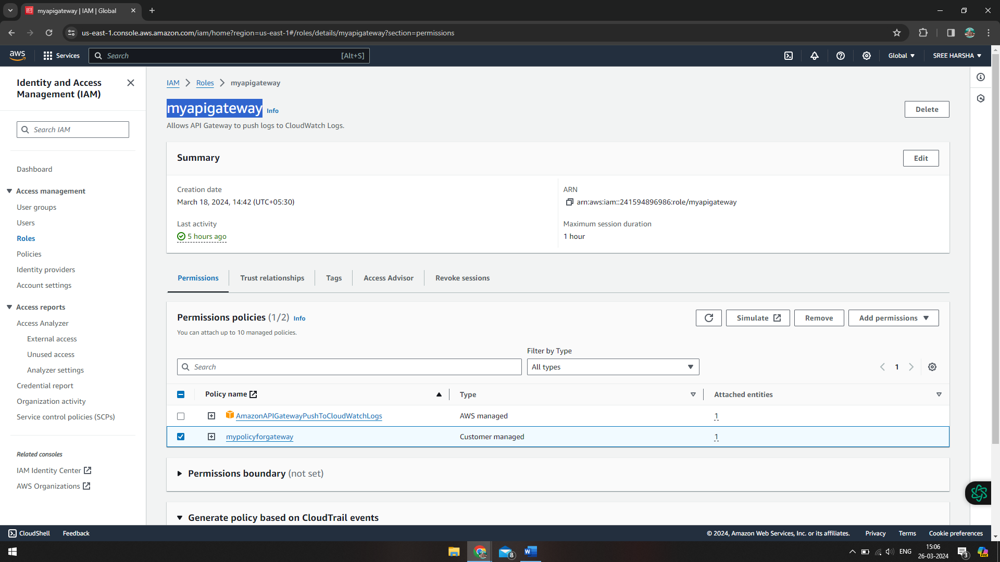 myapigateway | IAM | Global
us-east-1.console.aws.amazon.com/iam/home?region=us-east-1#/roles/details/myapigateway?section=permissions
aws
Services
Search
[Alt+S]
Global
SREE HARSHA
Identity and Access
Management (IAM)
Search IAM
Dashboard
Access management
User groups
Users
Roles
Policies
Identity providers
Account settings
Access reports
Access Analyzer
External access
Unused access
Analyzer settings
Credential report
Organization activity
Service control policies (SCPs)
Related consoles
IAM Identity Center
AWS Organizations
IAM > Roles > myapigateway
myapigateway Info
Delete
Allows API Gateway to push logs to CloudWatch Logs.
Summary
Edit
Creation date
March 18, 2024, 14:42 (UTC+05:30)
ARN
arn:aws:iam::241594896986:role/myapigateway
Last activity
5 hours ago
Maximum session duration
1 hour
Permissions
Trust relationships
Tags
Access Advisor
Revoke sessions
Permissions policies (1/2) Info
You can attach up to 10 managed policies.
Simulate
Remove
Add permissions
Filter by Type
Search
All types
1
Policy name
Type
Attached entities
AmazonAPIGatewayPushToCloudWatchLogs
AWS managed
1
mypolicyforgateway
Customer managed
1
Permissions boundary (not set)
Generate policy based on CloudTrail events
CloudShell
Feedback
© 2024, Amazon Web Services, Inc. or its affiliates.
Privacy
Terms
Cookie preferences
8
W
ENG
15:06
26-03-2024
3
PRE